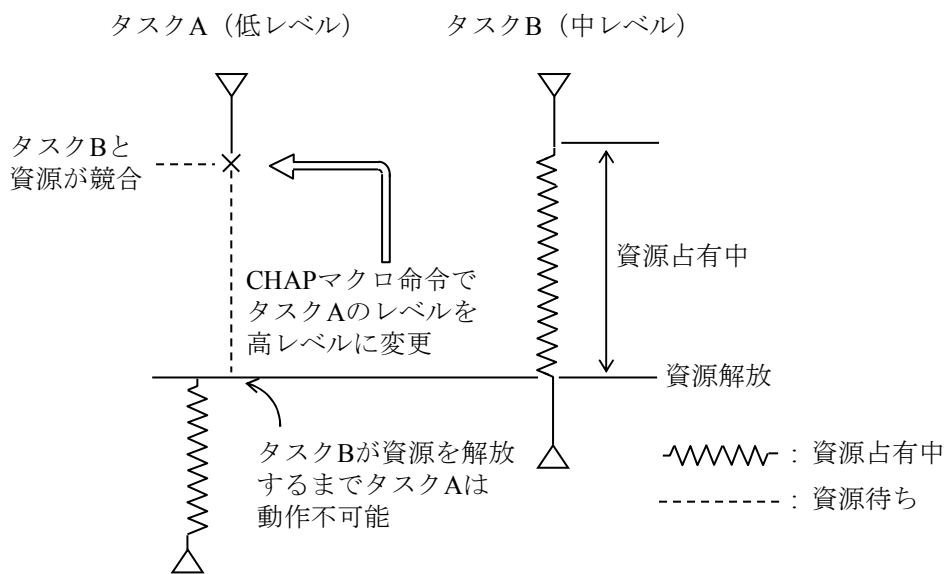 タスクA（低レベル）
タスクB（中レベル）
タスクBと
資源が競合
CHAPマクロ命令で
タスクAのレベルを
高レベルに変更
資源占有中
資源解放
タスクBが資源を解放
するまでタスクAは
動作不可能
： 資源占有中
： 資源待ち